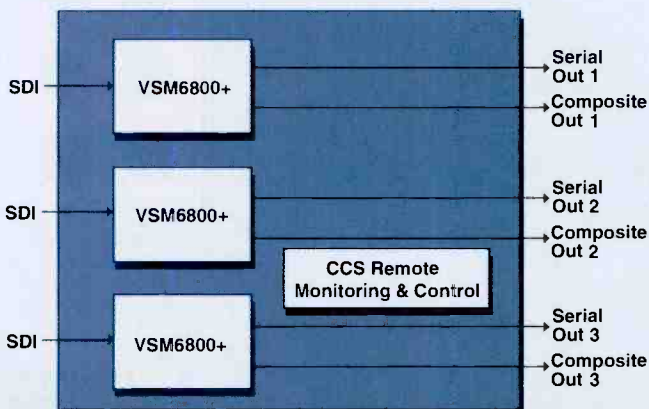 SDI
VSM6800+
Serial
Out 1
Composite
Out 1
SDI
VSM6800+
Serial
Out 2
Composite
Out 2
CCS Remote
Monitoring & Control
SDI
VSM6800+
Serial
Out 3
Composite
Out 3